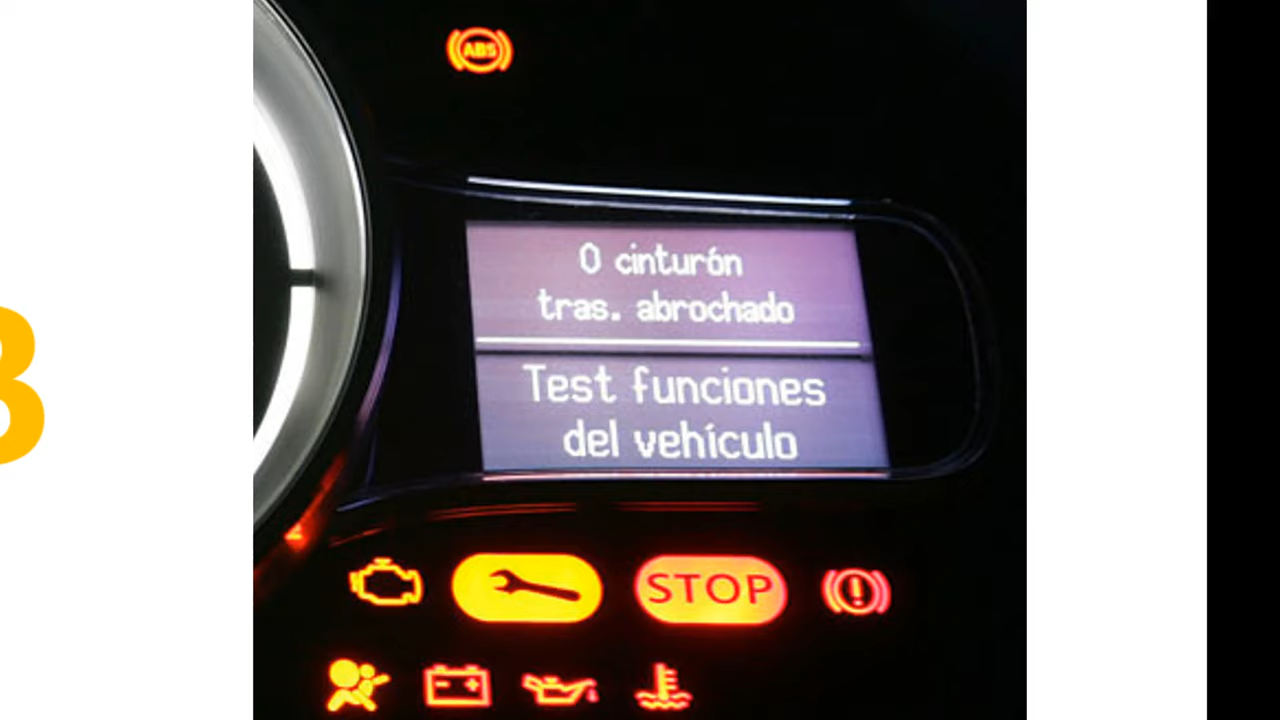 ABS
0 cinturón
tras. abrochado
Test funciones
del vehículo
STOP